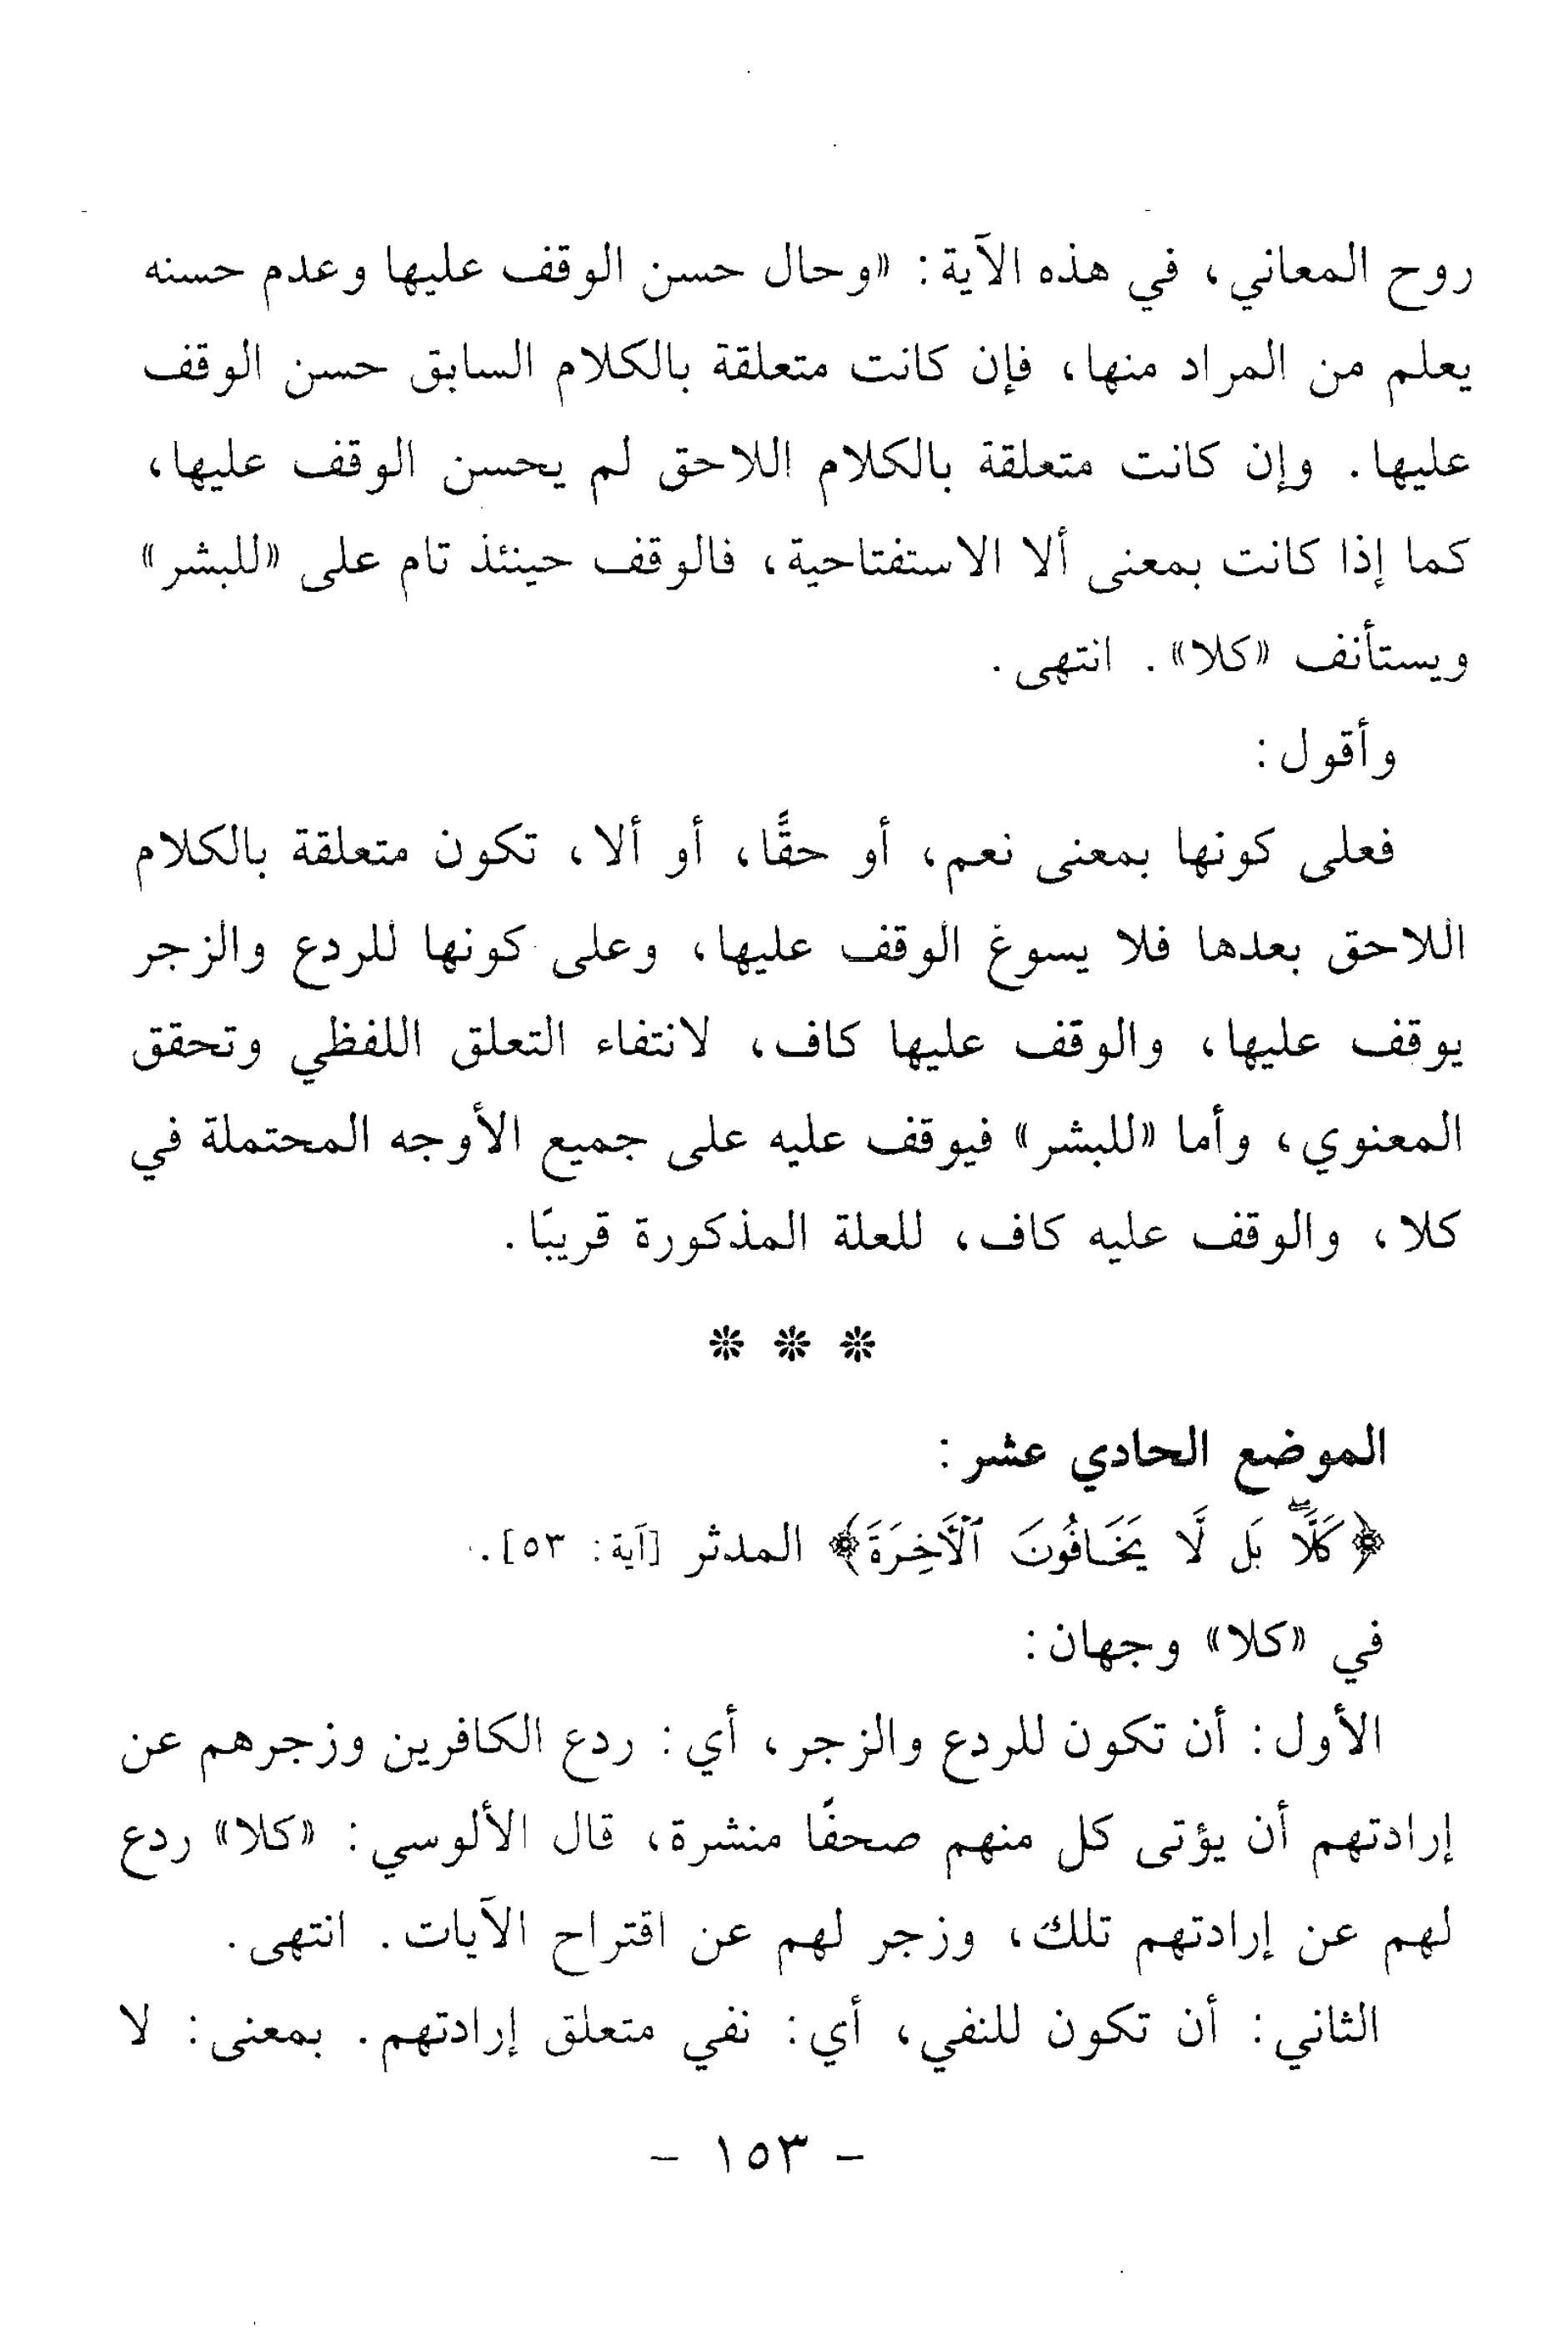 روح المعاني، في هذه الآية: «وحال حسن الوقف عليها وعدم حسنه
يعلم من المراد منها، فإن كانت متعلقة بالكلام السابق حسن الوقف
عليها. وإن كانت متعلقة بالكلام اللاحق لم يحسن الوقف عليها،
كما إذا كانت بمعنى ألا الاستفتاحية، فالوقف حينئذ تام على «للبشر»
ويستأنف «كلا». انتهى.
وأقول:
فعلى كونها بمعنى نعم، أو حقًّا، أو ألا، تكون متعلقة بالكلام
اللاحق بعدها فلا يسوغ الوقف عليها، وعلى كونها للردع والزجر
يوقف عليها، والوقف عليها كاف، لانتفاء التعلق اللفظي وتحقق
المعنوي، وأما «للبشر» فيوقف عليه على جميع الأوجه المحتملة في
كلا، والوقف عليه كاف، للعلة المذكورة قريبًا.
* * *
الموضع الحادي عشر:
﴿كَلَّاۖ بَل لَّا يَخَافُونَ ٱلْأَخِرَةَ﴾ المدثر [آية: ٥٣].
في «كلا» وجهان:
الأول: أن تكون للردع والزجر، أي: ردع الكافرين وزجرهم عن
إرادتهم أن يؤتى كل منهم صحفًا منشرة، قال الألوسي: «كلا» ردع
لهم عن إرادتهم تلك، وزجر لهم عن اقتراح الآيات. انتهى.
الثاني: أن تكون للنفي، أي: نفي متعلق إرادتهم. بمعنى: لا
- ١٥٣ -